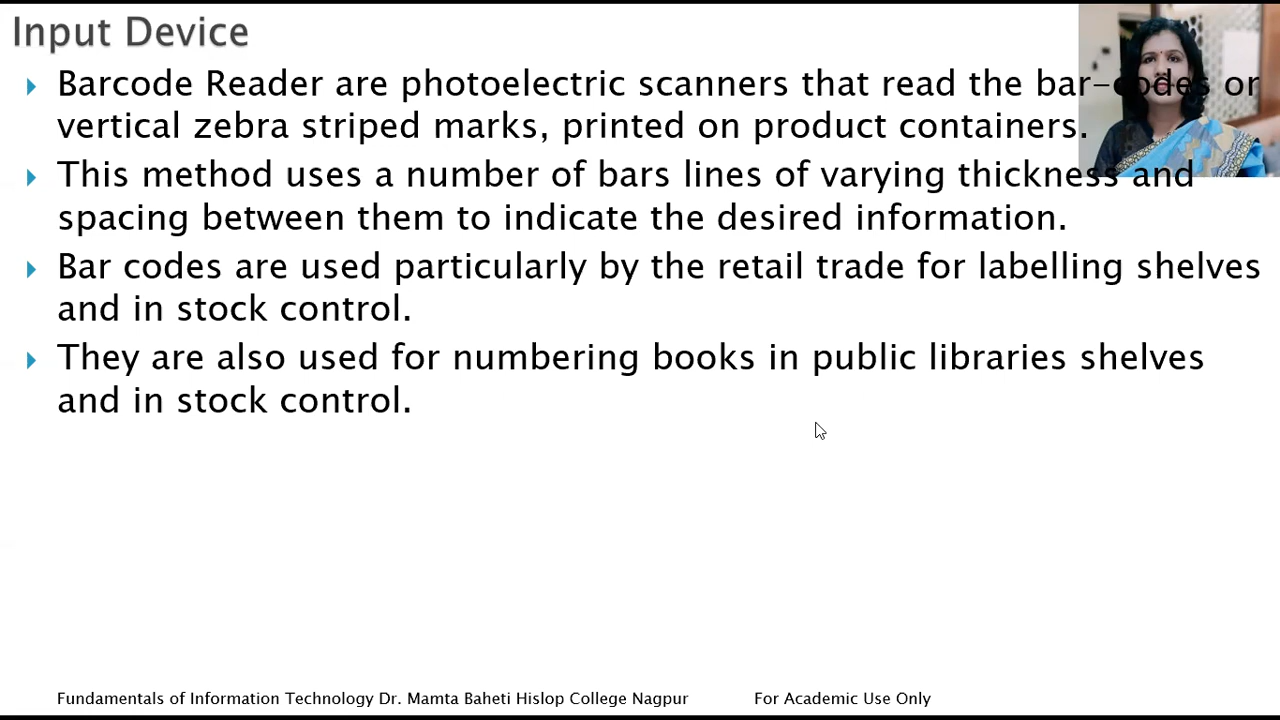 Input Device
Barcode Reader are photoelectric scanners that read the bar-codes or
vertical zebra striped marks, printed on product containers.
This method uses a number of bars lines of varying thickness and
spacing between them to indicate the desired information.
Bar codes are used particularly by the retail trade for labelling shelves
and in stock control.
They are also used for numbering books in public libraries shelves
and in stock control.
Fundamentals of Information Technology Dr. Mamta Baheti Hislop College Nagpur For Academic Use Only